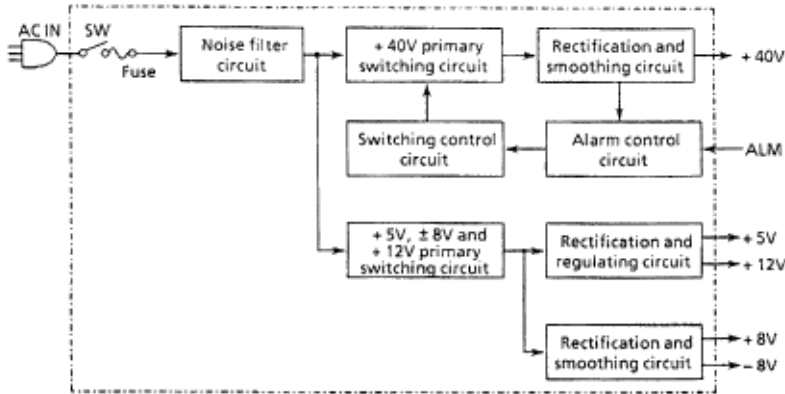 AC IN
SW
Fuse
Noise filter
circuit
+ 40V primary
switching circuit
Rectification and
smoothing circuit
+ 40V
Switching control
circuit
Alarm control
circuit
ALM
+ 5V, ± 8V and
+ 12V primary
switching circuit
Rectification and
regulating circuit
+ 5V
+ 12V
Rectification and
smoothing circuit
+ 8V
– 8V